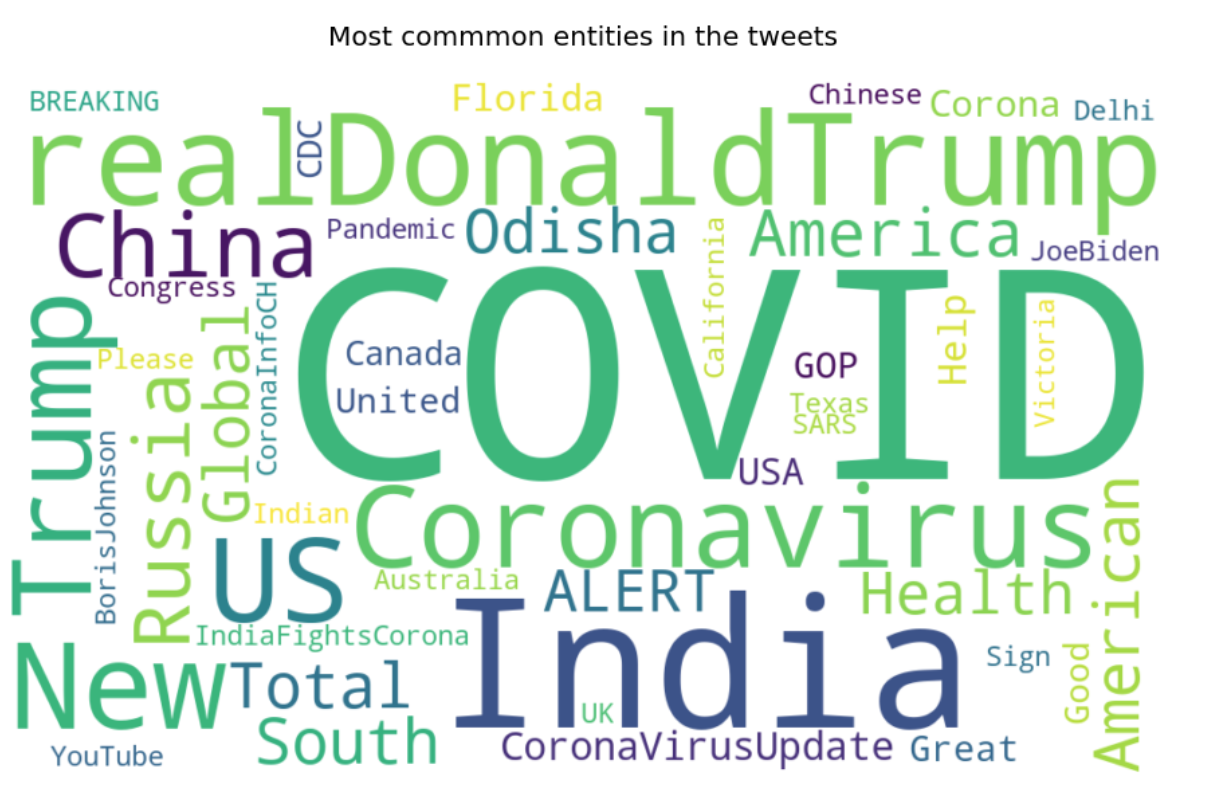 Most commmon entities in the tweets
BREAKING
Florida
Chinese
Corona
Delhi
realDonaldTrump
CDC
China
Pandemic
Odisha
California
America
JoeBiden
Congress
COVID
Trump
Please
Russia
Global
CoronaInfoCH
Canada
United
GOP
Texas
SARS
Help
Victoria
USA
BorisJohnson
Indian
Coronavirus
American
US
Australia
ALERT
Health
IndiaFightsCorona
India
New
Total
Sign
Good
South
UK
YouTube
CoronaVirusUpdate
Great